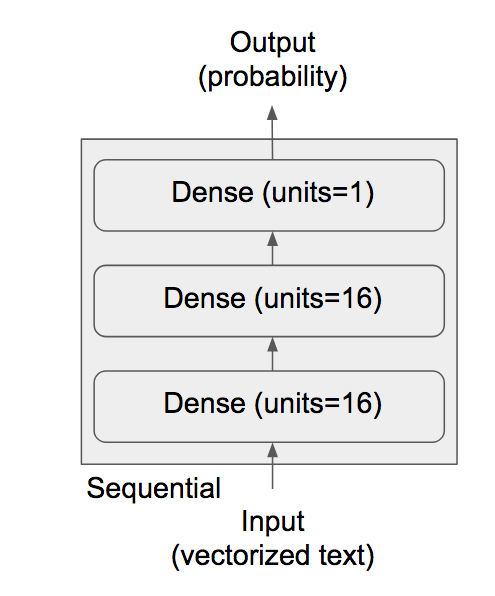 Output
(probability)
Dense (units=1)
Dense (units=16)
Dense (units=16)
Sequential
Input
(vectorized text)